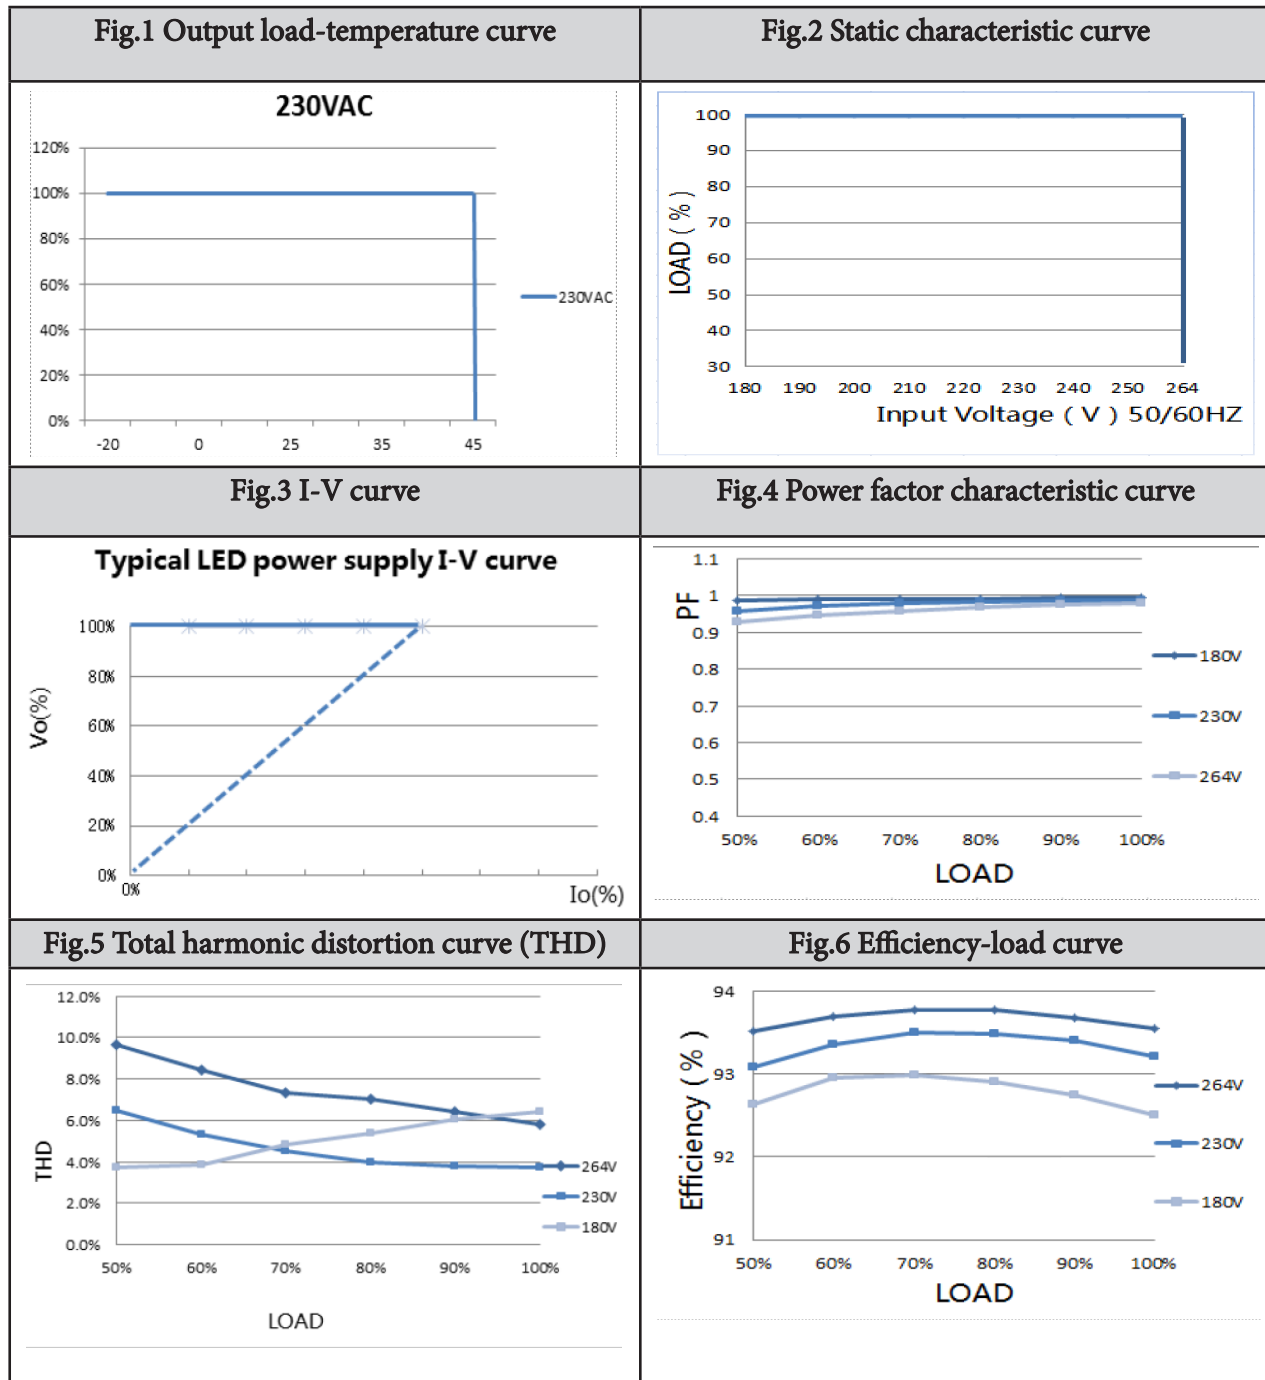 Fig.1 Output load-temperature curve
Fig.2 Static characteristic curve
230VAC
120%
100%
80%
60%
40%
20%
0%
-20 0 25 35 45
230VAC
LOAD ( % )
100
90
80
70
60
50
40
30
180 190 200 210 220 230 240 250 264
Input Voltage ( V ) 50/60HZ
Fig.3 I-V curve
Fig.4 Power factor characteristic curve
Typical LED power supply I-V curve
Vo(%)
100%
80%
60%
40%
20%
0%
0%
Io(%)
PF
1.1
1
0.9
0.8
0.7
0.6
0.5
0.4
50% 60% 70% 80% 90% 100%
LOAD
180V
230V
264V
Fig.5 Total harmonic distortion curve (THD)
Fig.6 Efficiency-load curve
THD
12.0%
10.0%
8.0%
6.0%
4.0%
2.0%
0.0%
50% 60% 70% 80% 90% 100%
LOAD
264V
230V
180V
Efficiency ( % )
94
93
92
91
50% 60% 70% 80% 90% 100%
LOAD
264V
230V
180V